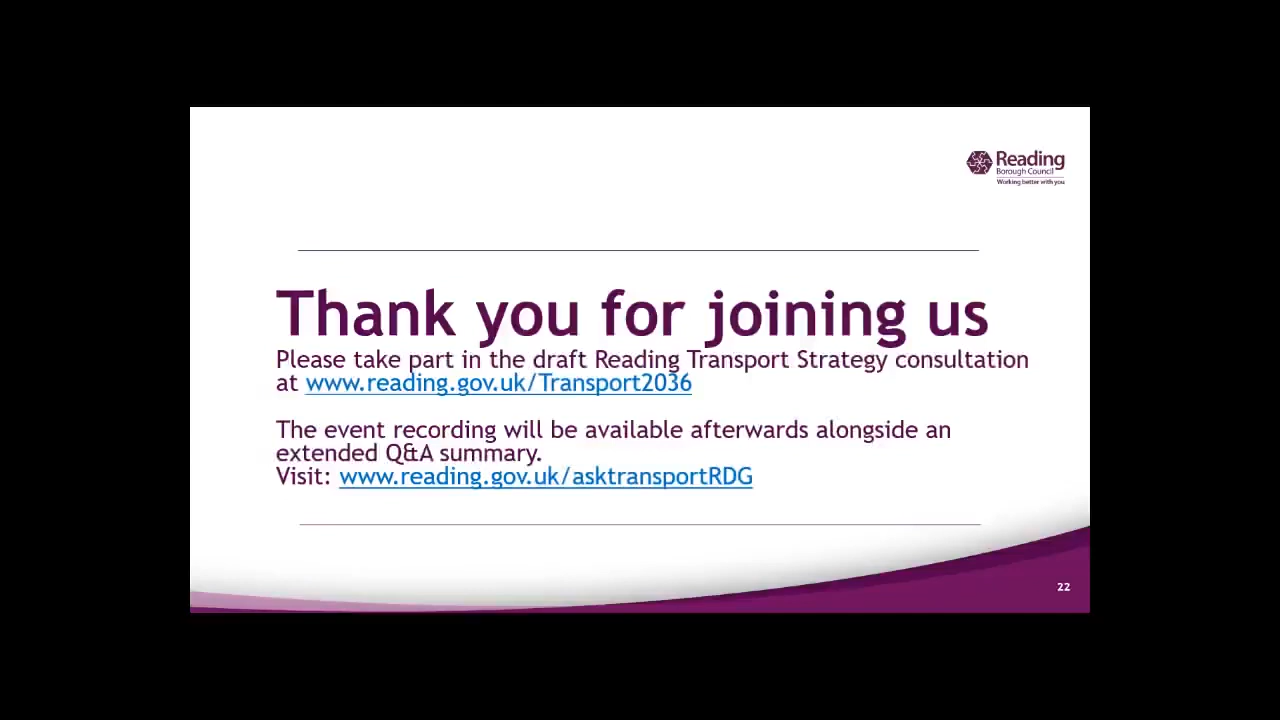 Reading
Borough Council
Working better with you
Thank you for joining us
Please take part in the draft Reading Transport Strategy consultation
at www.reading.gov.uk/Transport2036
The event recording will be available afterwards alongside an
extended Q&A summary.
Visit: www.reading.gov.uk/asktransportRDG
22